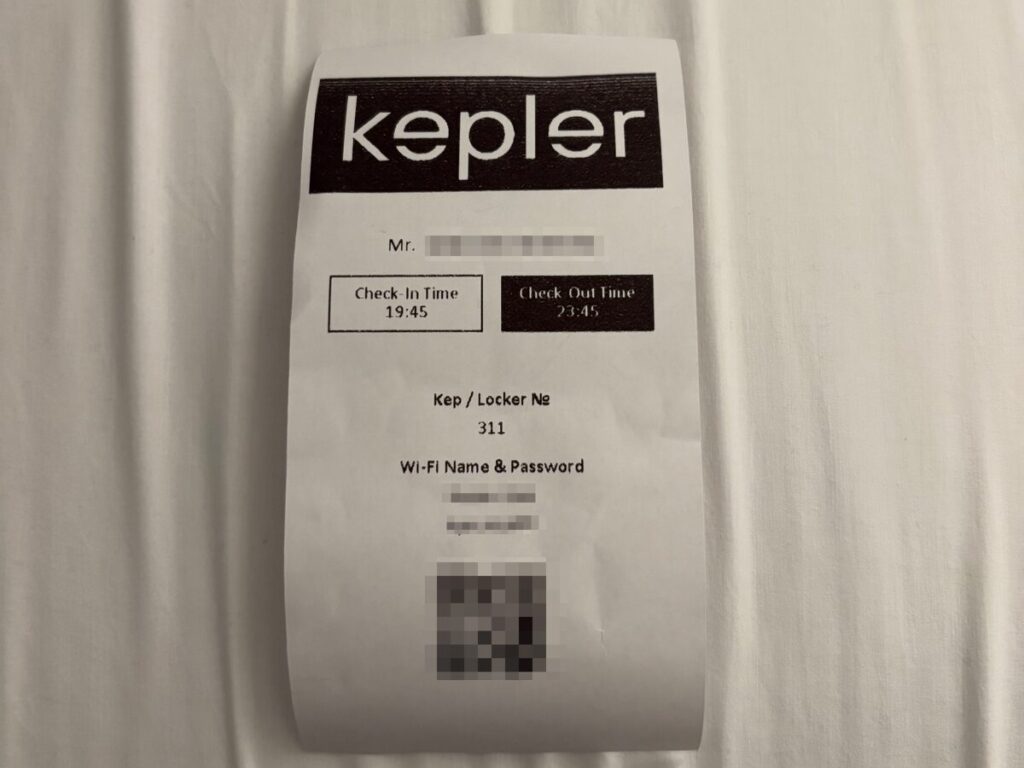 kepler
Mr.
Check-In Time
19:45
Check Out Time
23:45
Kep / Locker №
311
Wi-Fi Name & Password